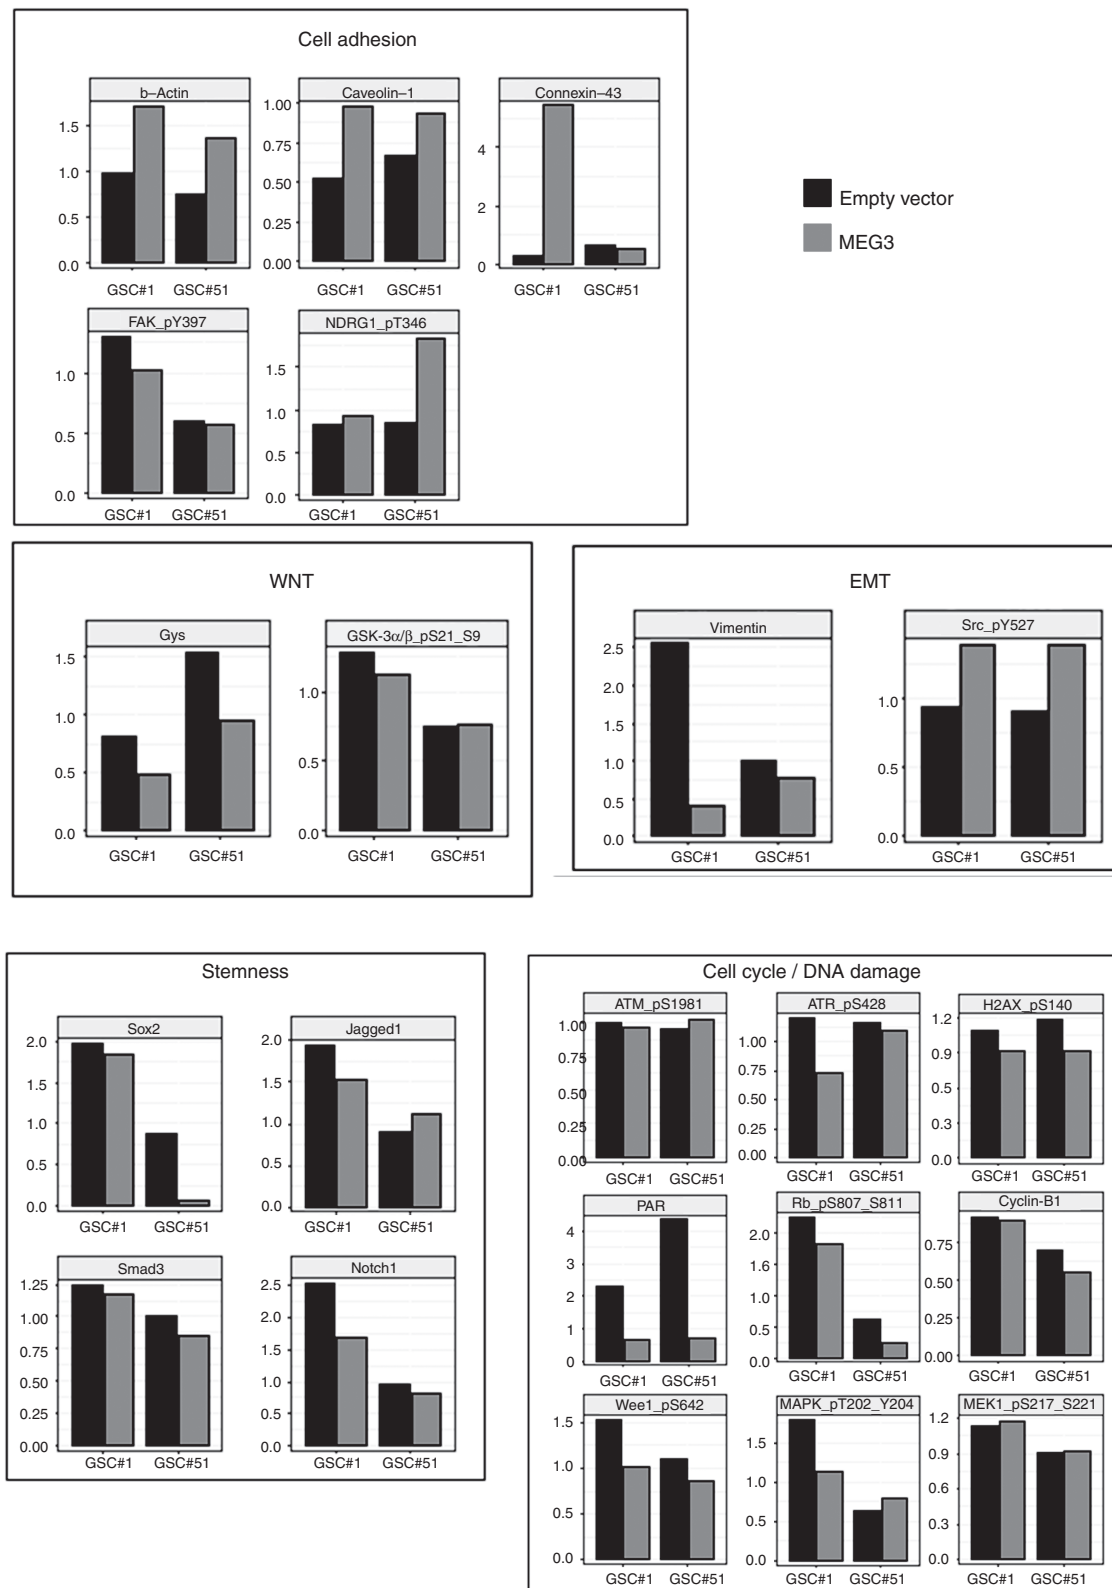 Cell adhesion
b–Actin
Caveolin–1
Connexin–43
1.5
1.0
0.5
0.0
GSC#1 GSC#51
1.00
0.75
0.50
0.25
0.00
GSC#1 GSC#51
4
2
0
GSC#1 GSC#51
Empty vector
MEG3
FAK_pY397
NDRG1_pT346
1.0
0.5
0.0
GSC#1 GSC#51
1.5
1.0
0.5
0.0
GSC#1 GSC#51
WNT
Gys
GSK-3α/β_pS21_S9
1.5
1.0
0.5
0.0
GSC#1 GSC#51
1.0
0.5
0.0
GSC#1 GSC#51
EMT
Vimentin
Src_pY527
2.5
2.0
1.5
1.0
0.5
0.0
GSC#1 GSC#51
1.0
0.5
0.0
GSC#1 GSC#51
Stemness
Sox2
Jagged1
2.0
1.5
1.0
0.5
0.0
GSC#1 GSC#51
2.0
1.5
1.0
0.5
0.0
GSC#1 GSC#51
Smad3
Notch1
1.25
1.00
0.75
0.50
0.25
0.00
GSC#1 GSC#51
2.5
2.0
1.5
1.0
0.5
0.0
GSC#1 GSC#51
Cell cycle / DNA damage
ATM_pS1981
ATR_pS428
H2AX_pS140
1.00
0.75
0.50
0.25
0.00
GSC#1 GSC#51
1.00
0.75
0.50
0.25
0.00
GSC#1 GSC#51
1.2
0.9
0.5
0.3
0.0
GSC#1 GSC#51
PAR
Rb_pS807_S811
Cyclin-B1
4
3
2
1
0
GSC#1 GSC#51
2.0
1.6
1.0
0.5
0.0
GSC#1 GSC#51
0.75
0.50
0.25
0.00
GSC#1 GSC#51
Wee1_pS642
MAPK_pT202_Y204
MEK1_pS217_S221
1.5
1.0
0.5
0.0
GSC#1 GSC#51
1.5
1.0
0.5
0.0
GSC#1 GSC#51
1.2
0.9
0.6
0.3
0.0
GSC#1 GSC#51